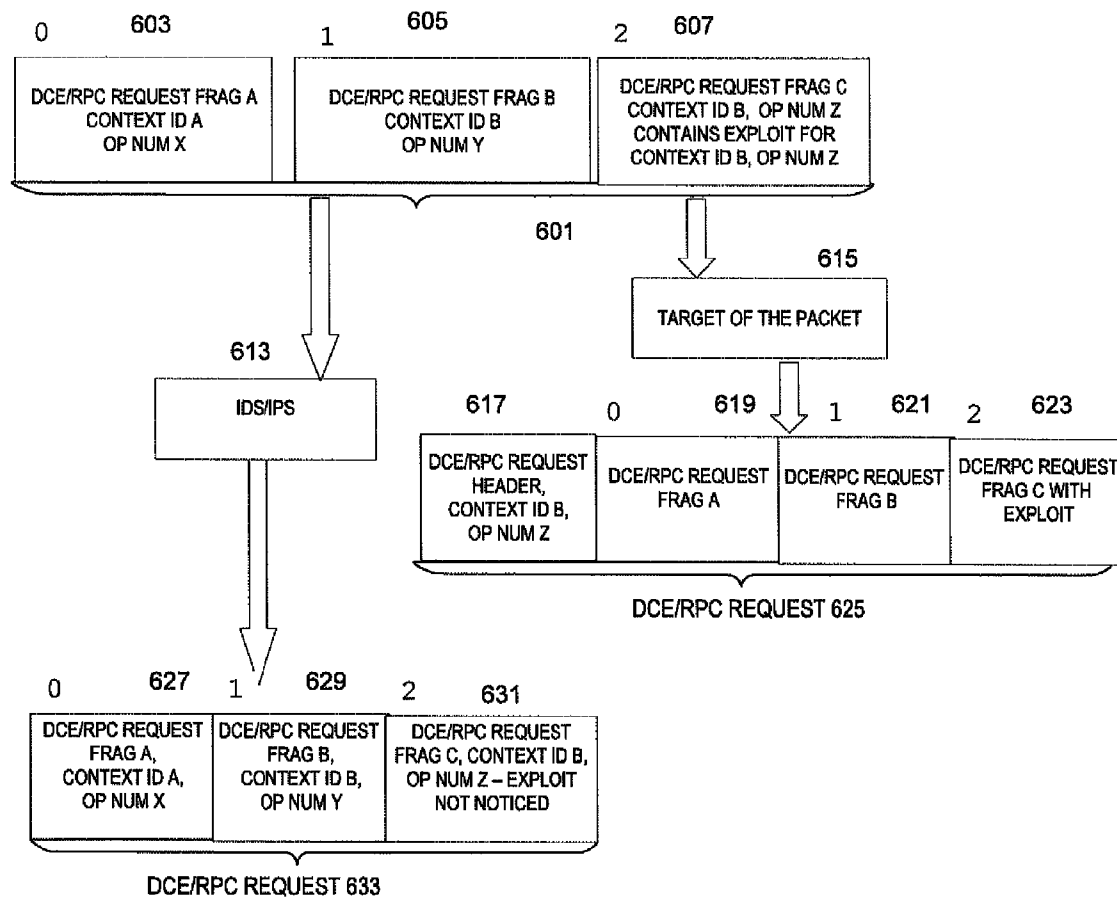 0 603 1 605 2 607
DCE/RPC REQUEST FRAG A
CONTEXT ID A
OP NUM X
DCE/RPC REQUEST FRAG B
CONTEXT ID B
OP NUM Y
DCE/RPC REQUEST FRAG C
CONTEXT ID B, OP NUM Z
CONTAINS EXPLOIT FOR
CONTEXT ID B, OP NUM Z
601
615
TARGET OF THE PACKET
613
IDS/IPS
617 0 619 1 621 2 623
DCE/RPC REQUEST
HEADER,
CONTEXT ID B,
OP NUM Z
DCE/RPC REQUEST
FRAG A
DCE/RPC REQUEST
FRAG B
DCE/RPC REQUEST
FRAG C WITH
EXPLOIT
DCE/RPC REQUEST 625
0 627 1 629 2 631
DCE/RPC REQUEST
FRAG A,
CONTEXT ID A,
OP NUM X
DCE/RPC REQUEST
FRAG B,
CONTEXT ID B,
OP NUM Y
DCE/RPC REQUEST
FRAG C, CONTEXT ID B,
OP NUM Z – EXPLOIT
NOT NOTICED
DCE/RPC REQUEST 633